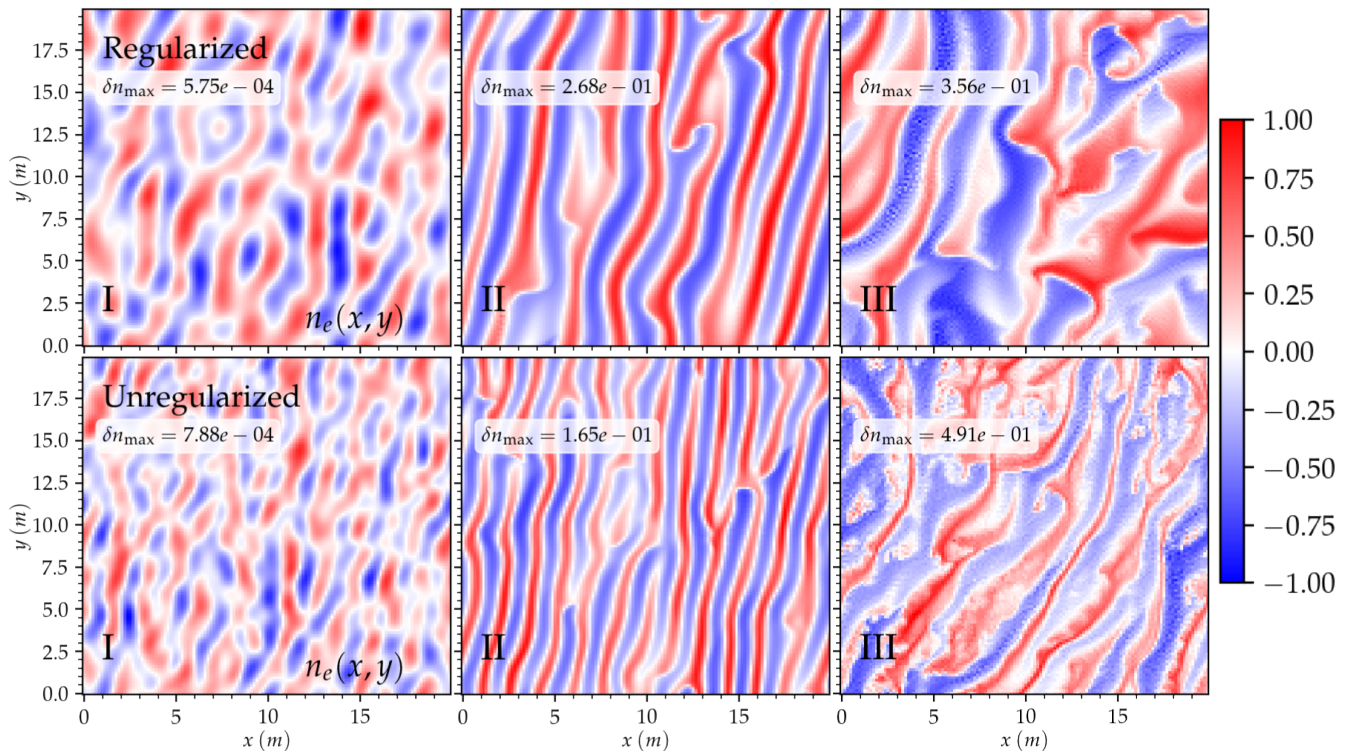 Regularized
δn_max = 5.75e − 04
I
n_e(x, y)
δn_max = 2.68e − 01
II
δn_max = 3.56e − 01
III
17.5
15.0
12.5
10.0
7.5
5.0
2.5
0.0
y (m)
Unregularized
δn_max = 7.88e − 04
I
n_e(x, y)
δn_max = 1.65e − 01
II
δn_max = 4.91e − 01
III
17.5
15.0
12.5
10.0
7.5
5.0
2.5
0.0
y (m)
0 5 10 15
x (m)
0 5 10 15
x (m)
0 5 10 15
x (m)
1.00
0.75
0.50
0.25
0.00
−0.25
−0.50
−0.75
−1.00